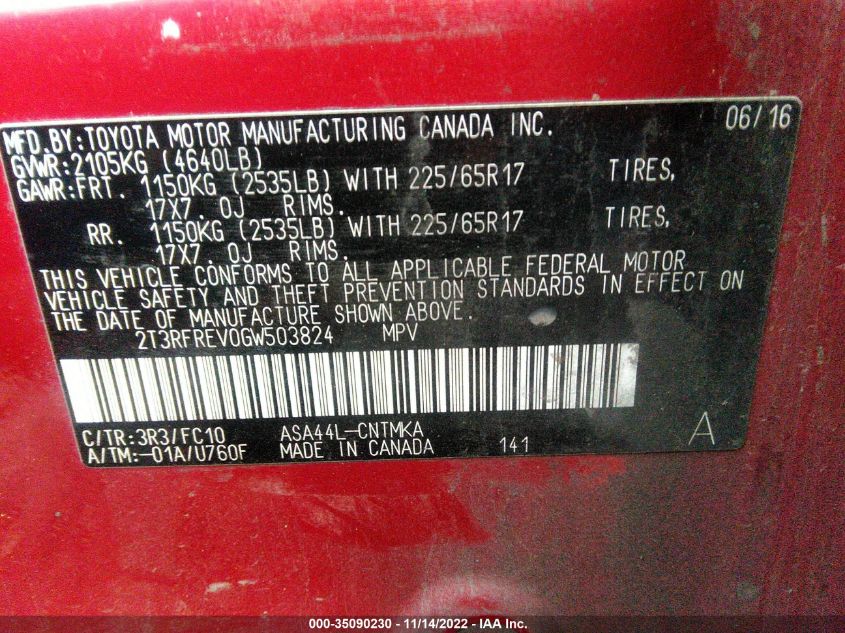 MFD.BY:TOYOTA MOTOR MANUFACTURING CANADA INC. 06/16
GVWR:2105KG (4640LB)
GAWR:FRT. 1150KG (2535LB) WITH 225/65R17 TIRES,
17X7.0J RIMS.
RR. 1150KG (2535LB) WITH 225/65R17 TIRES,
17X7.0J RIMS.
THIS VEHICLE CONFORMS TO ALL APPLICABLE FEDERAL MOTOR
VEHICLE SAFETY AND THEFT PREVENTION STANDARDS IN EFFECT ON
THE DATE OF MANUFACTURE SHOWN ABOVE.
2T3RFREV0GW503824 MPV
C/TR:3R3/FC10 ASA44L-CNTMKA
A/TM:-01A/U760F MADE IN CANADA 141 A
000-35090230 - 11/14/2022 - IAA Inc.